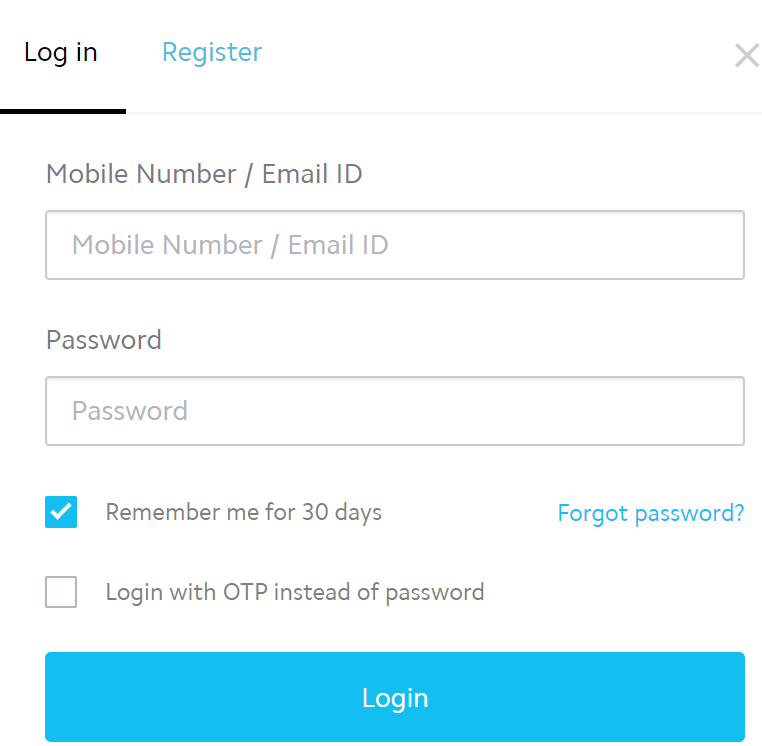 Log in Register
Mobile Number / Email ID
Mobile Number / Email ID
Password
Password
Remember me for 30 days Forgot password?
Login with OTP instead of password
Login